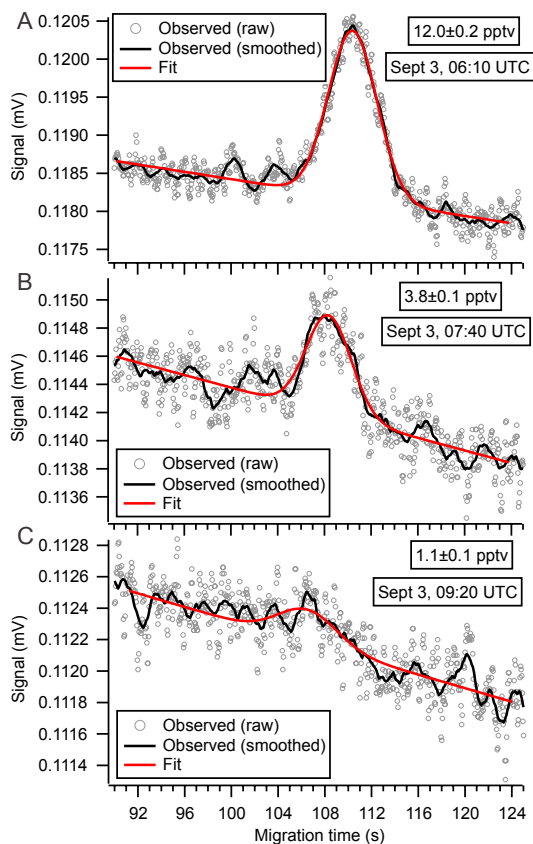 A
Observed (raw)
Observed (smoothed)
Fit
12.0±0.2 pptv
Sept 3, 06:10 UTC
Signal (mV)
0.1205
0.1200
0.1195
0.1190
0.1185
0.1180
0.1175
B
3.8±0.1 pptv
Sept 3, 07:40 UTC
Signal (mV)
0.1150
0.1148
0.1146
0.1144
0.1142
0.1140
0.1138
0.1136
Observed (raw)
Observed (smoothed)
Fit
C
1.1±0.1 pptv
Sept 3, 09:20 UTC
Signal (mV)
0.1128
0.1126
0.1124
0.1122
0.1120
0.1118
0.1116
0.1114
Observed (raw)
Observed (smoothed)
Fit
92 96 100 104 108 112 116 120 124
Migration time (s)